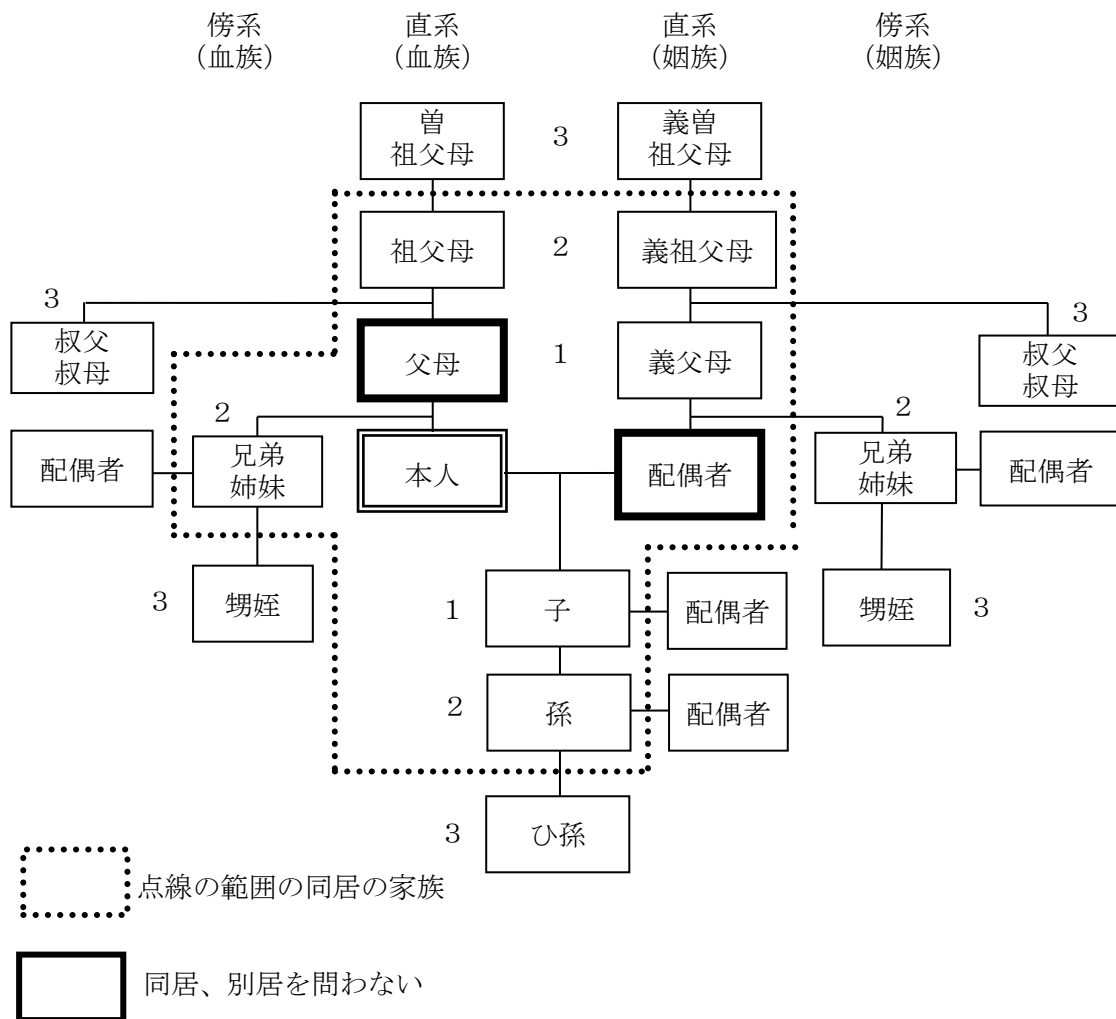 傍系 直系 直系 傍系
(血族) (血族) (姻族) (姻族)
曽
祖父母
3
義曽
祖父母
祖父母
2
義祖父母
3
叔父
叔母
父母
1
義父母
3
叔父
叔母
配偶者
2
兄弟
姉妹
本人
配偶者
2
兄弟
姉妹
配偶者
3
甥姪
1
子
配偶者
甥姪
3
2
孫
配偶者
3
ひ孫
点線の範囲の同居の家族
同居、別居を問わない